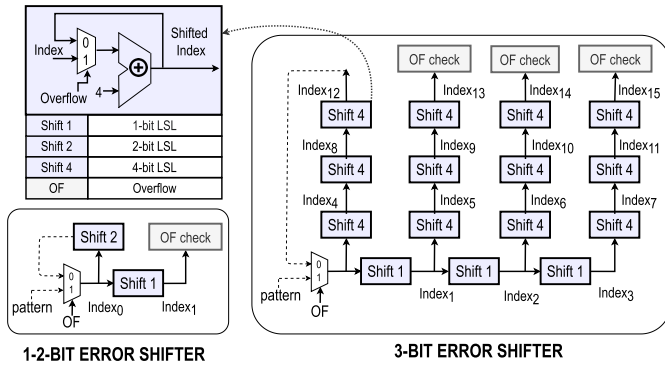 Index
0
1
Overflow
4
+
Shifted
Index
Shift 1 1-bit LSL
Shift 2 2-bit LSL
Shift 4 4-bit LSL
OF Overflow
Shift 2
OF check
0
1
pattern
OF
Index0
Shift 1
Index1
1-2-BIT ERROR SHIFTER
OF check OF check OF check
Index12 Index13 Index14 Index15
Shift 4 Shift 4 Shift 4 Shift 4
Index8 Index9 Index10 Index11
Shift 4 Shift 4 Shift 4 Shift 4
Index4 Index5 Index6 Index7
Shift 4 Shift 4 Shift 4 Shift 4
0
1
pattern
OF
Shift 1 Shift 1 Shift 1
Index1 Index2 Index3
3-BIT ERROR SHIFTER